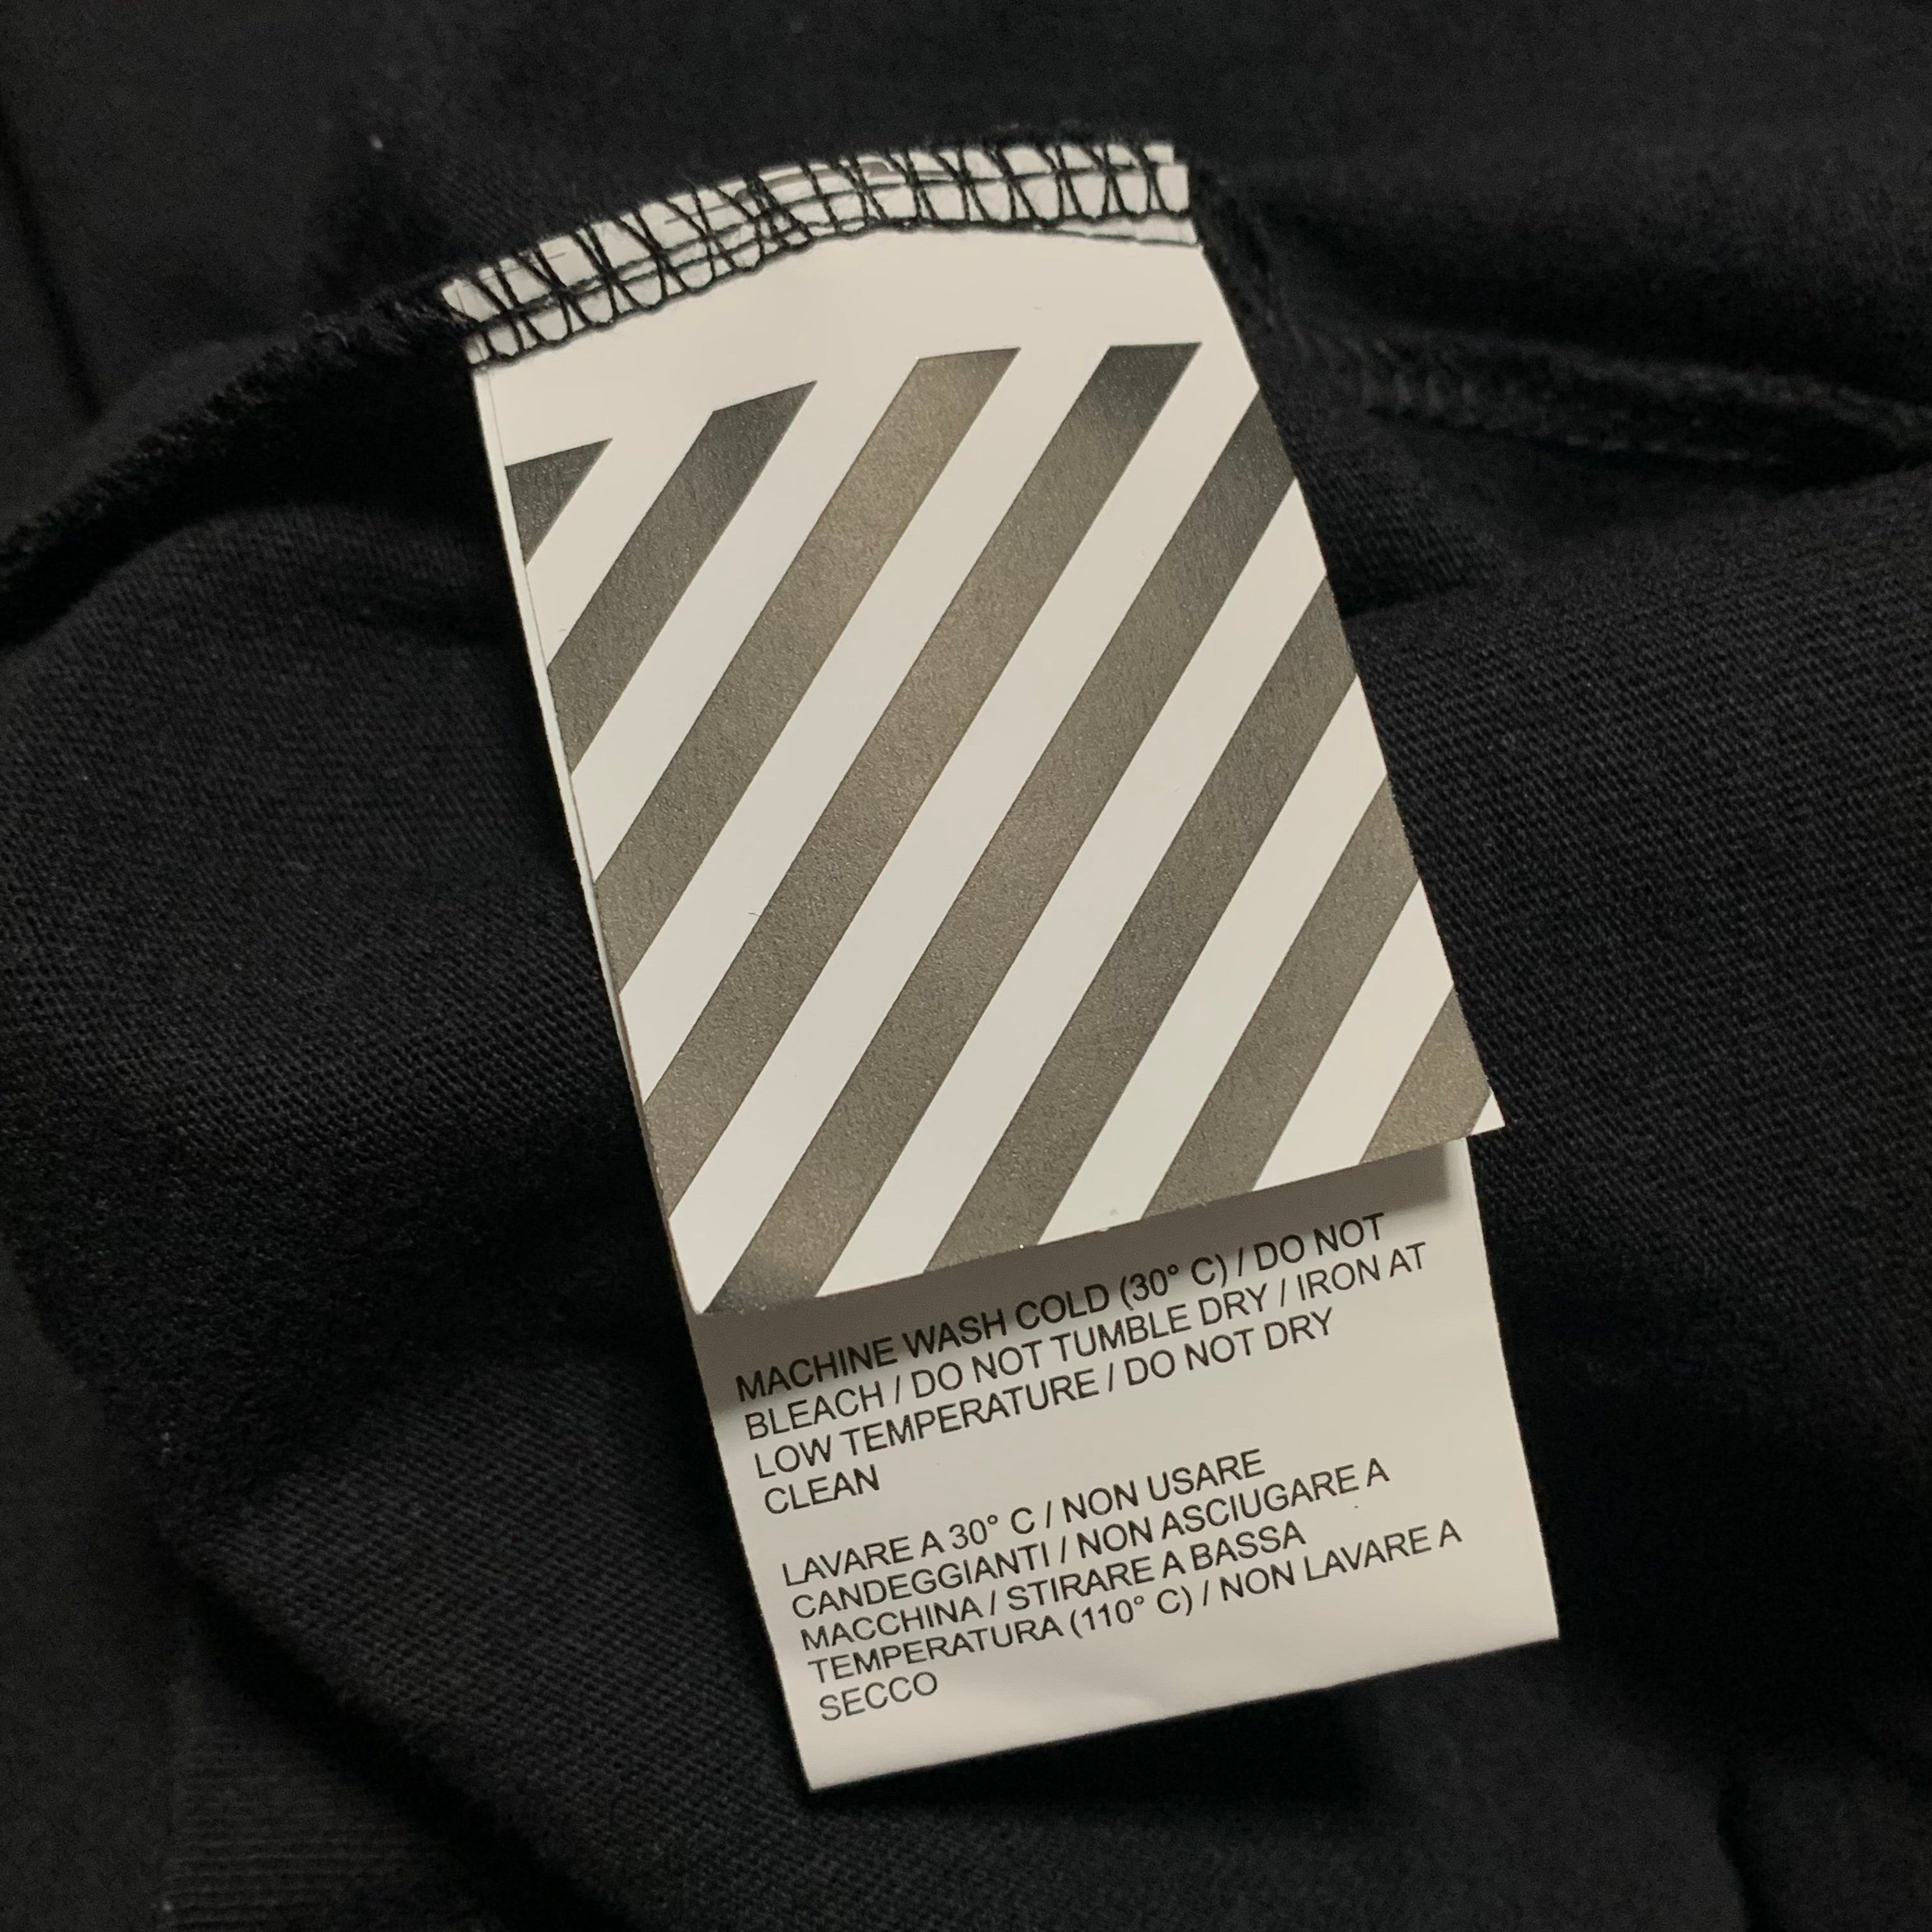 MACHINE WASH COLD (30° C) / DO NOT
BLEACH / DO NOT TUMBLE DRY / IRON AT
LOW TEMPERATURE / DO NOT DRY
CLEAN
LAVARE A 30° C / NON USARE
CANDEGGIANTI / NON ASCIUGARE A
MACCHINA / STIRARE A BASSA
TEMPERATURA (110° C) / NON LAVARE A
SECCO